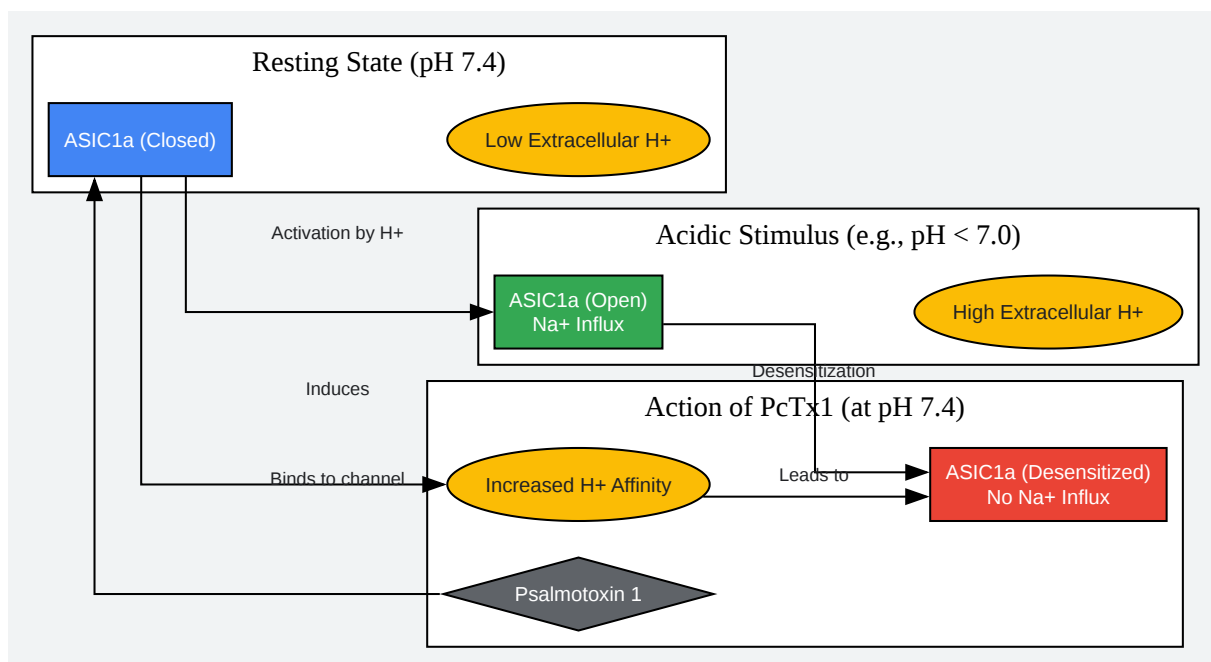 Resting State (pH 7.4)
ASIC1a (Closed)
Low Extracellular H+
Activation by H+
Acidic Stimulus (e.g., pH < 7.0)
ASIC1a (Open)
Na+ Influx
High Extracellular H+
Desensitization
Induces
Action of PcTx1 (at pH 7.4)
Binds to channel
Increased H+ Affinity
Leads to
ASIC1a (Desensitized)
No Na+ Influx
Psalmotoxin 1